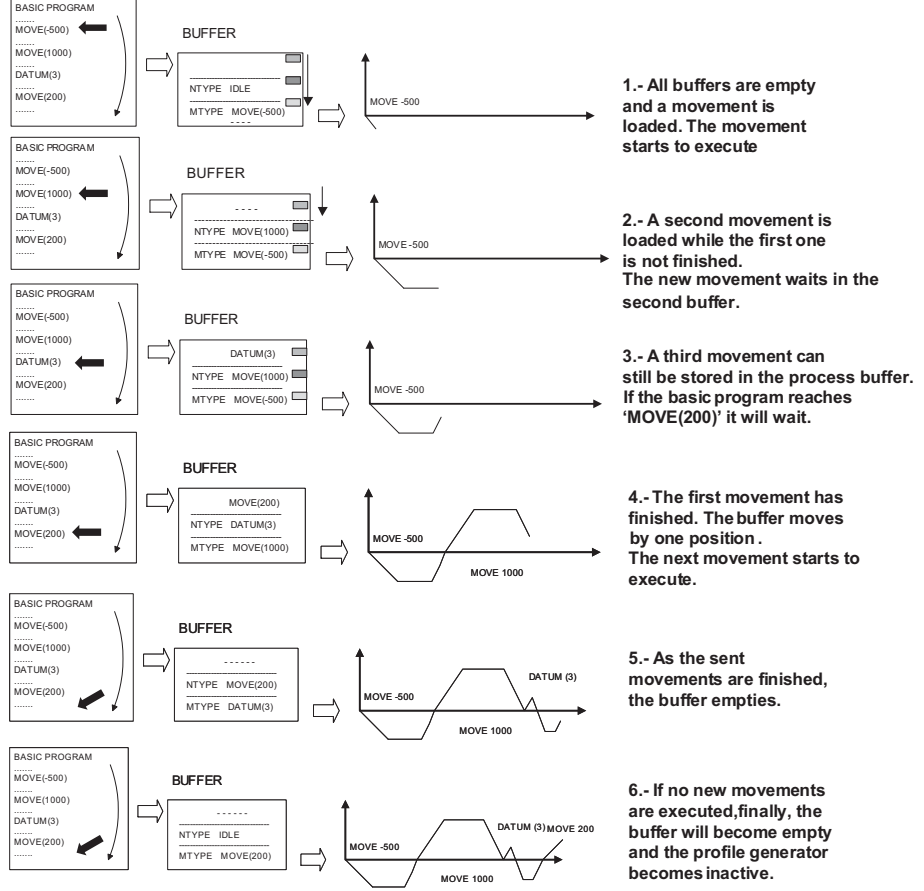 BASIC PROGRAM
.......
MOVE(-500)
.......
MOVE(1000)
.......
DATUM(3)
.......
MOVE(200)
.......
BUFFER
NTYPE IDLE
MTYPE MOVE(-500)
- - - -
MOVE -500
1.- All buffers are empty
and a movement is
loaded. The movement
starts to execute
BASIC PROGRAM
.......
MOVE(-500)
.......
MOVE(1000)
.......
DATUM(3)
.......
MOVE(200)
.......
BUFFER
- - - -
NTYPE MOVE(1000)
MTYPE MOVE(-500)
MOVE -500
2.- A second movement is
loaded while the first one
is not finished.
The new movement waits in the
second buffer.
BASIC PROGRAM
.......
MOVE(-500)
.......
MOVE(1000)
.......
DATUM(3)
.......
MOVE(200)
.......
BUFFER
DATUM(3)
NTYPE MOVE(1000)
MTYPE MOVE(-500)
MOVE -500
3.- A third movement can
still be stored in the process buffer.
If the basic program reaches
‘MOVE(200)’ it will wait.
BASIC PROGRAM
.......
MOVE(-500)
.......
MOVE(1000)
.......
DATUM(3)
.......
MOVE(200)
.......
BUFFER
MOVE(200)
NTYPE DATUM(3)
MTYPE MOVE(1000)
MOVE -500
MOVE 1000
4.- The first movement has
finished. The buffer moves
by one position .
The next movement starts to
execute.
BASIC PROGRAM
.......
MOVE(-500)
.......
MOVE(1000)
.......
DATUM(3)
.......
MOVE(200)
.......
BUFFER
- - - - - -
NTYPE MOVE(200)
MTYPE DATUM(3)
MOVE -500
MOVE 1000
DATUM (3)
5.- As the sent
movements are finished,
the buffer empties.
BASIC PROGRAM
.......
MOVE(-500)
.......
MOVE(1000)
.......
DATUM(3)
.......
MOVE(200)
.......
BUFFER
- - - - - -
NTYPE IDLE
MTYPE MOVE(200)
MOVE -500
MOVE 1000
DATUM (3) MOVE 200
6.- If no new movements
are executed,finally, the
buffer will become empty
and the profile generator
becomes inactive.